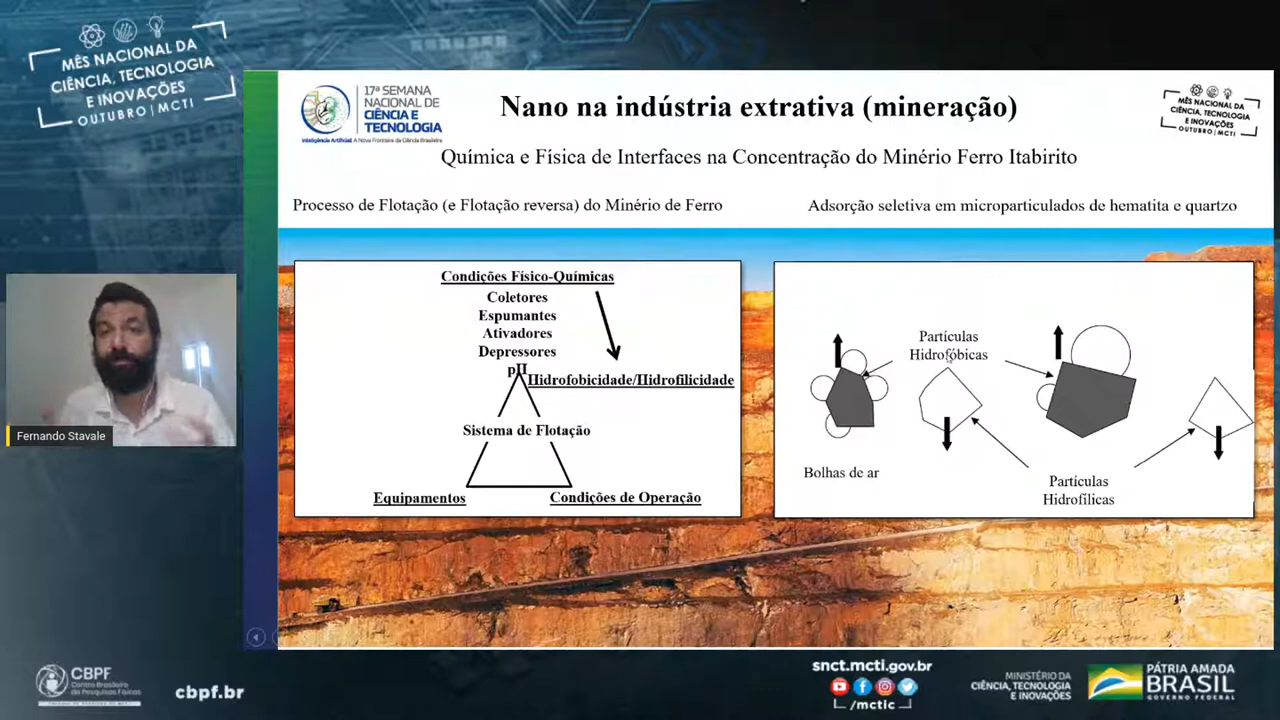 MÊS NACIONAL DA
CIÊNCIA, TECNOLOGIA
E INOVAÇÕES
OUTUBRO | MCTI
17ª SEMANA
NACIONAL DE
CIÊNCIA E
TECNOLOGIA
Inteligência Artificial: A Nova Fronteira da Ciência Brasileira
Nano na indústria extrativa (mineração)
MÊS NACIONAL DA
CIÊNCIA, TECNOLOGIA
E INOVAÇÕES
OUTUBRO | MCTI
Química e Física de Interfaces na Concentração do Minério Ferro Itabirito
Processo de Flotação (e Flotação reversa) do Minério de Ferro
Adsorção seletiva em microparticulados de hematita e quartzo
Condições Físico-Químicas
Coletores
Espumantes
Ativadores
Depressores
pH
Hidrofobicidade/Hidrofilicidade
Sistema de Flotação
Equipamentos
Condições de Operação
Partículas
Hidrofóbicas
Bolhas de ar
Partículas
Hidrofílicas
Fernando Stavale
CBPF
Centro Brasileiro
de Pesquisas Físicas
cbpf.br
snct.mcti.gov.br
/mctic
MINISTÉRIO DA
CIÊNCIA, TECNOLOGIA
E INOVAÇÕES
PÁTRIA AMADA
BRASIL
GOVERNO FEDERAL